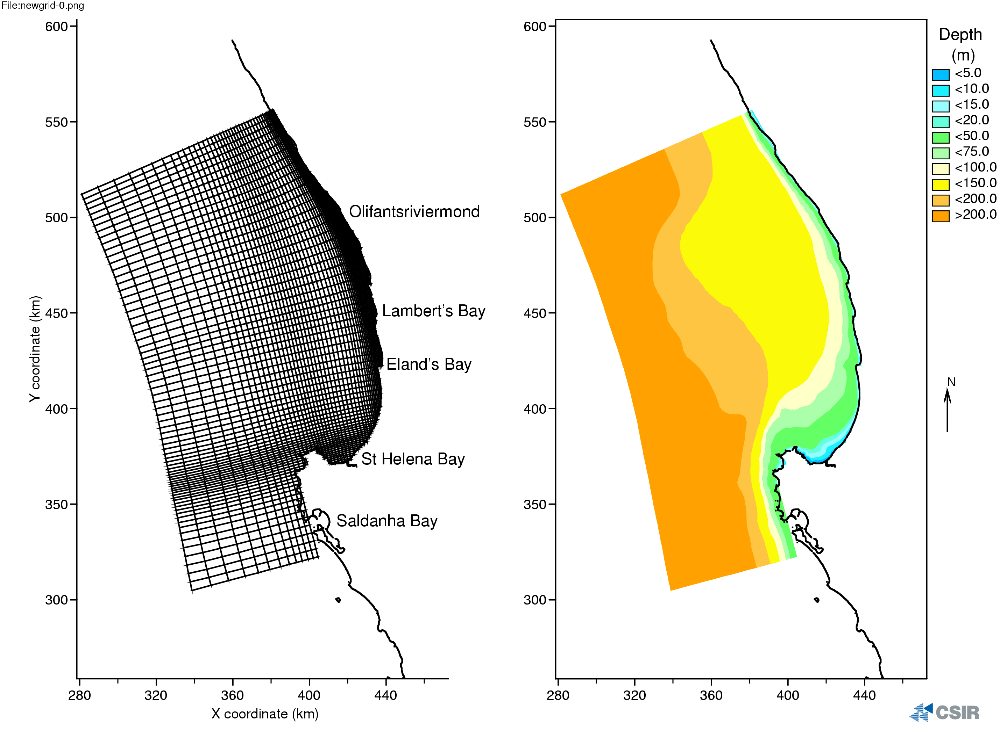 File:newgrid-0.png
600
550
500
450
400
350
300
Y coordinate (km)
280
320
360
400
440
X coordinate (km)
Olifantsriviermond
Lambert's Bay
Eland's Bay
St Helena Bay
Saldanha Bay
600
550
500
450
400
350
300
280
320
360
400
440
Depth
(m)
<5.0
<10.0
<15.0
<20.0
<50.0
<75.0
<100.0
<150.0
<200.0
>200.0
N
CSIR